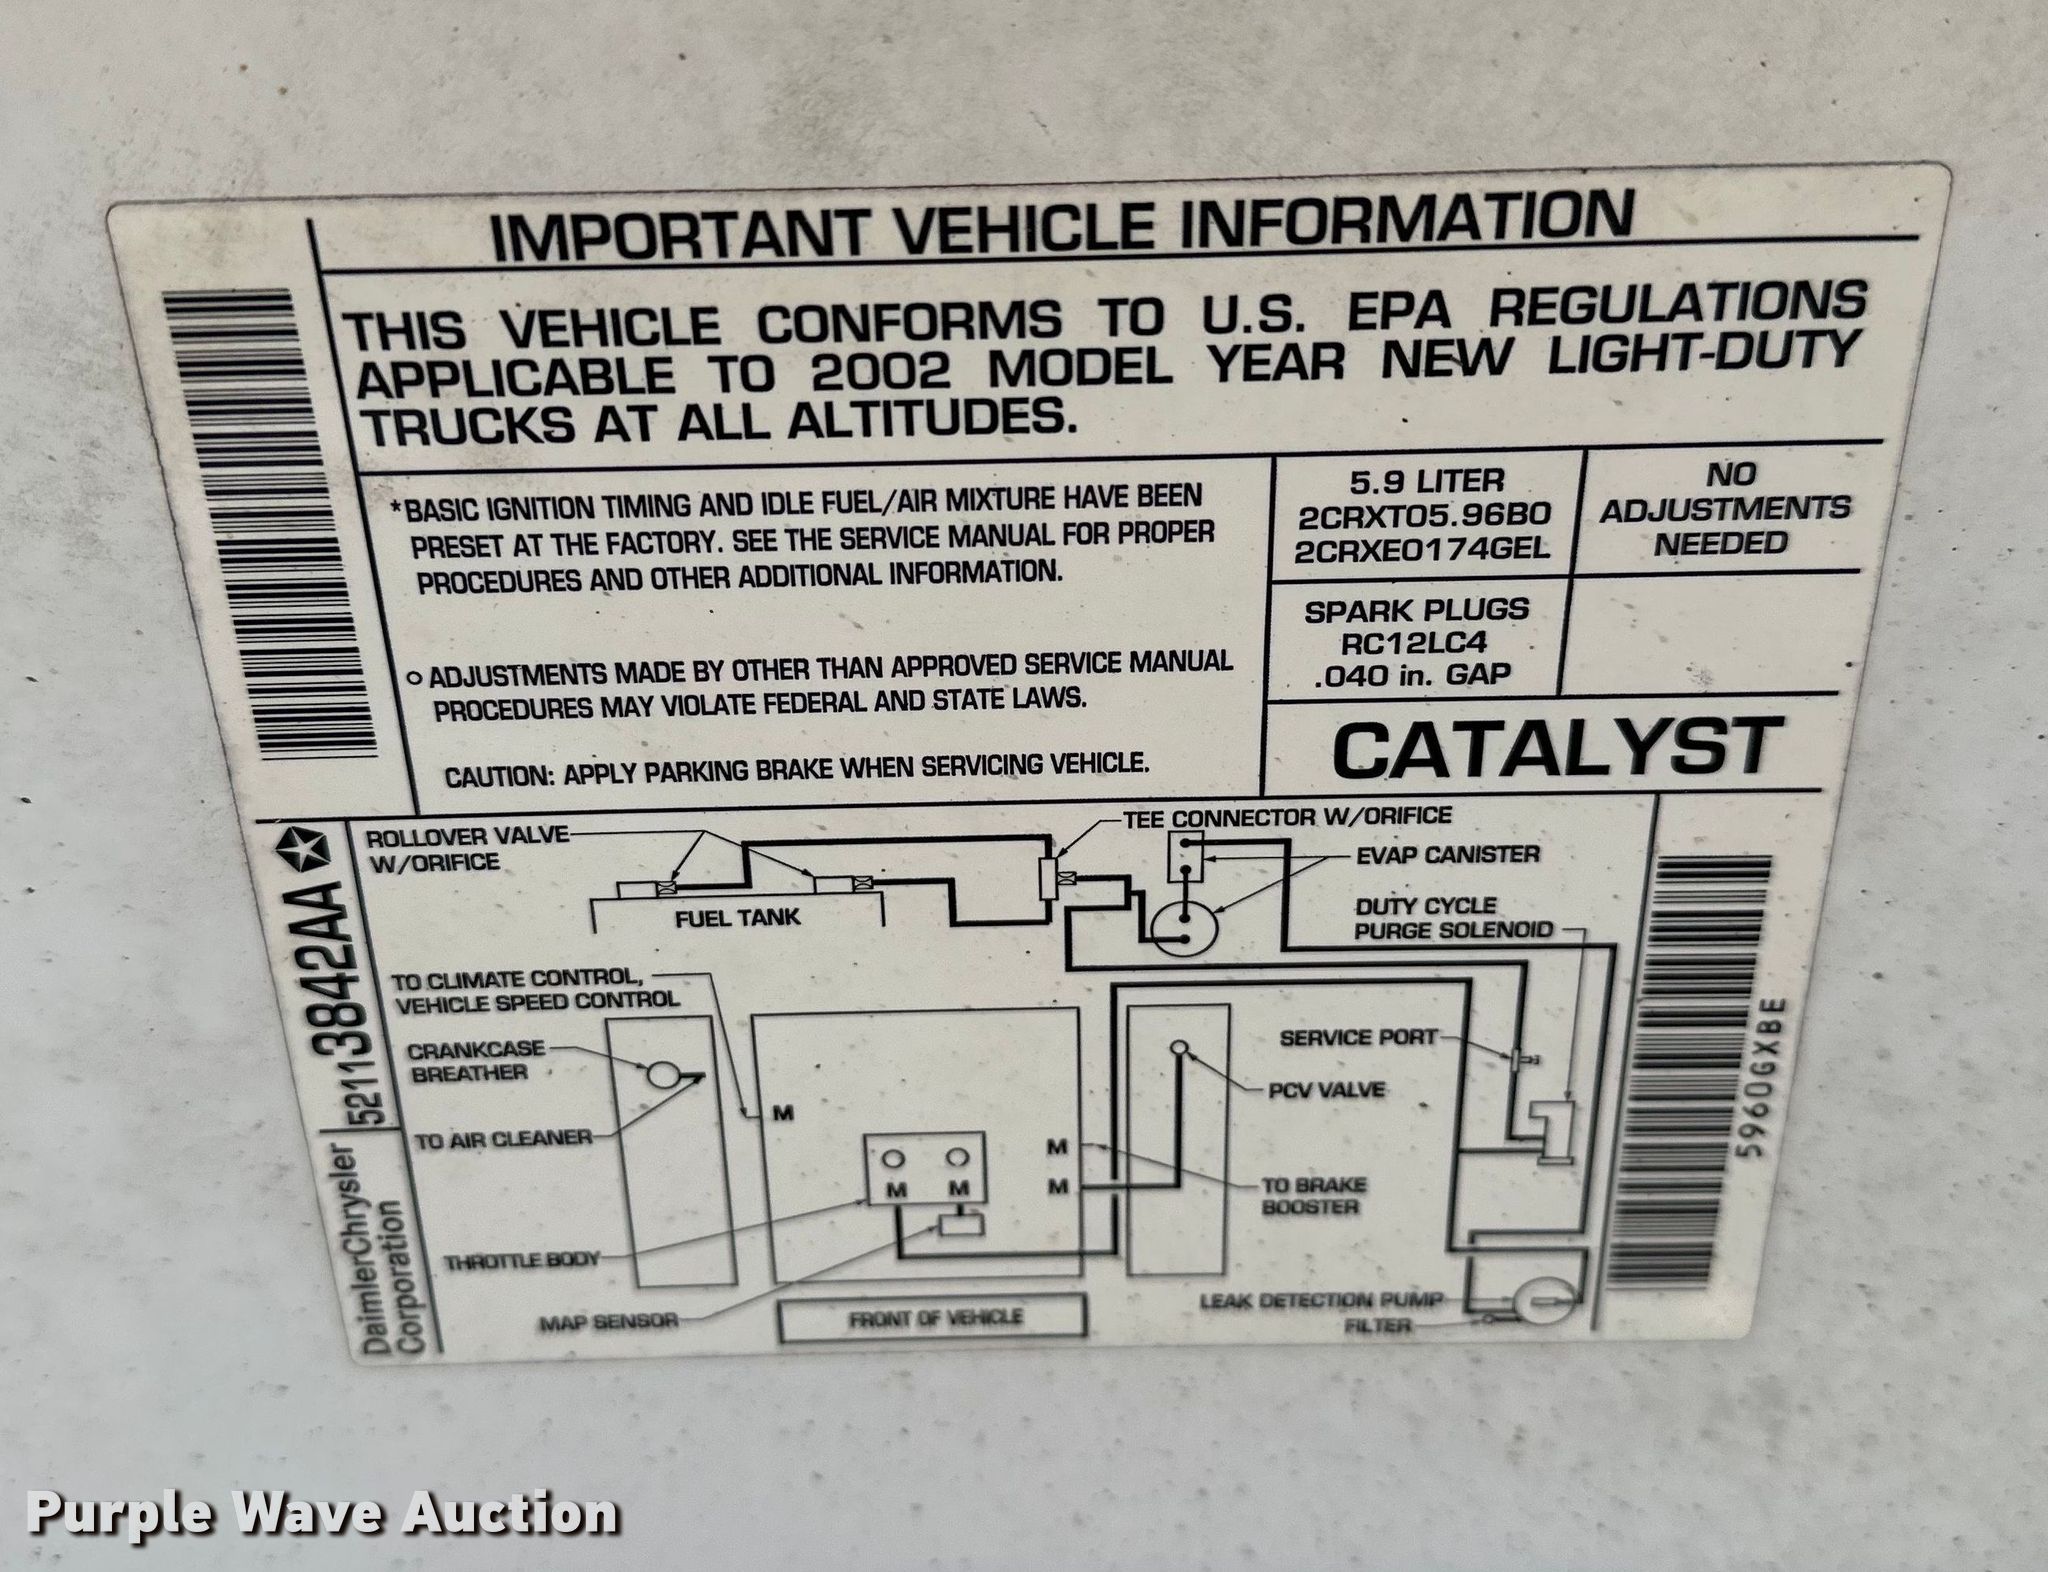 IMPORTANT VEHICLE INFORMATION
THIS VEHICLE CONFORMS TO U.S. EPA REGULATIONS
APPLICABLE TO 2002 MODEL YEAR NEW LIGHT-DUTY
TRUCKS AT ALL ALTITUDES.
*BASIC IGNITION TIMING AND IDLE FUEL/AIR MIXTURE HAVE BEEN
PRESET AT THE FACTORY. SEE THE SERVICE MANUAL FOR PROPER
PROCEDURES AND OTHER ADDITIONAL INFORMATION.
o ADJUSTMENTS MADE BY OTHER THAN APPROVED SERVICE MANUAL
PROCEDURES MAY VIOLATE FEDERAL AND STATE LAWS.
CAUTION: APPLY PARKING BRAKE WHEN SERVICING VEHICLE.
5.9 LITER
2CRXT05.96B0
2CRXE0174GEL
NO
ADJUSTMENTS
NEEDED
SPARK PLUGS
RC12LC4
.040 in. GAP
CATALYST
ROLLOVER VALVE
W/ORIFICE
TEE CONNECTOR W/ORIFICE
EVAP CANISTER
FUEL TANK
DUTY CYCLE
PURGE SOLENOID
TO CLIMATE CONTROL,
VEHICLE SPEED CONTROL
CRANKCASE
BREATHER
SERVICE PORT
PCV VALVE
M
TO AIR CLEANER
M
M M
M
TO BRAKE
BOOSTER
THROTTLE BODY
MAP SENSOR
FRONT OF VEHICLE
LEAK DETECTION PUMP
FILTER
52113842AA
DaimlerChrysler
Corporation
5960GXBE
Purple Wave Auction